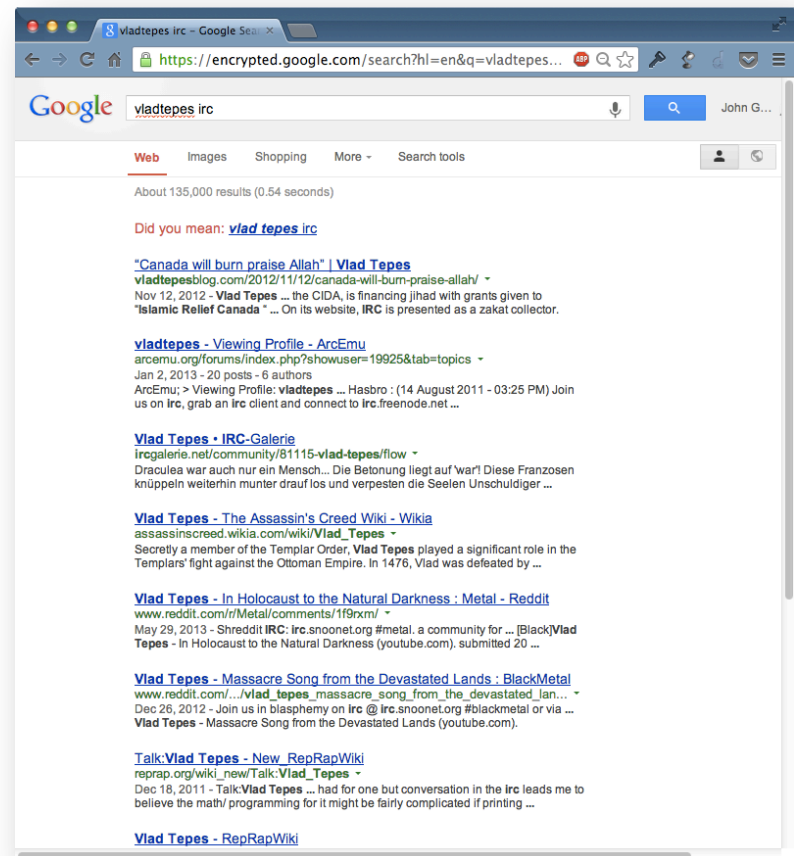 vladtepes irc – Google Sea
https://encrypted.google.com/search?hl=en&q=vladtepes...
ABP
Google
vladtepes irc
John G...
Web Images Shopping More Search tools
About 135,000 results (0.54 seconds)
Did you mean: vlad tepes irc
"Canada will burn praise Allah" | Vlad Tepes
vladtepesblog.com/2012/11/12/canada-will-burn-praise-allah/
Nov 12, 2012 - Vlad Tepes ... the CIDA, is financing jihad with grants given to
"Islamic Relief Canada " ... On its website, IRC is presented as a zakat collector.
vladtepes - Viewing Profile - ArcEmu
arcemu.org/forums/index.php?showuser=19925&tab=topics
Jan 2, 2013 - 20 posts - 6 authors
ArcEmu; > Viewing Profile: vladtepes ... Hasbro : (14 August 2011 - 03:25 PM) Join
us on irc, grab an irc client and connect to irc.freenode.net ...
Vlad Tepes • IRC-Galerie
ircgalerie.net/community/81115-vlad-tepes/flow
Draculea war auch nur ein Mensch... Die Betonung liegt auf 'war'! Diese Franzosen
knüppeln weiterhin munter drauf los und verpesten die Seelen Unschuldiger ...
Vlad Tepes - The Assassin's Creed Wiki - Wikia
assassinscreed.wikia.com/wiki/Vlad_Tepes
Secretly a member of the Templar Order, Vlad Tepes played a significant role in the
Templars' fight against the Ottoman Empire. In 1476, Vlad was defeated by ...
Vlad Tepes - In Holocaust to the Natural Darkness : Metal - Reddit
www.reddit.com/r/Metal/comments/1f9rxm/
May 29, 2013 - Shreddit IRC: irc.snoonet.org #metal. a community for ... [Black]Vlad
Tepes - In Holocaust to the Natural Darkness (youtube.com). submitted 20 ...
Vlad Tepes - Massacre Song from the Devastated Lands : BlackMetal
www.reddit.com/.../vlad_tepes_massacre_song_from_the_devastated_lan...
Dec 26, 2012 - Join us in blasphemy on irc @ irc.snoonet.org #blackmetal or via ...
Vlad Tepes - Massacre Song from the Devastated Lands (youtube.com).
Talk:Vlad Tepes - New_RepRapWiki
reprap.org/wiki_new/Talk:Vlad_Tepes
Dec 18, 2011 - Talk:Vlad Tepes ... had for one but conversation in the irc leads me to
believe the math/ programming for it might be fairly complicated if printing ...
Vlad Tepes - RepRapWiki